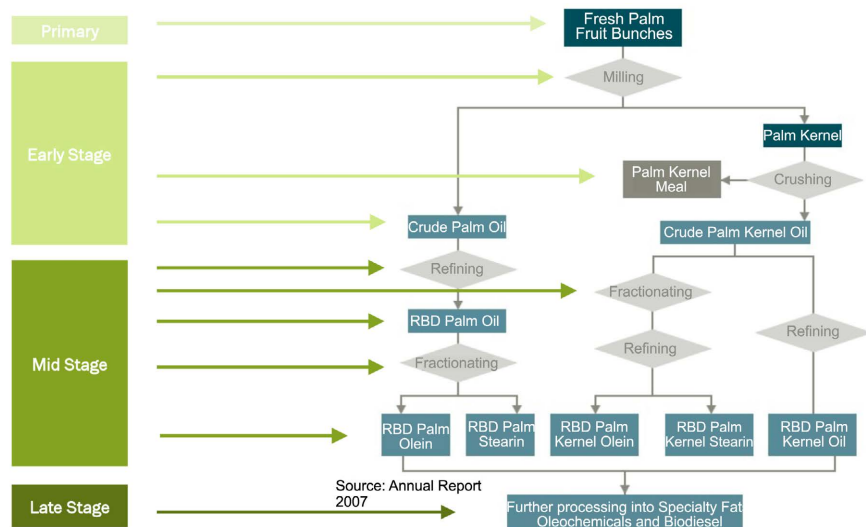 Primary
Fresh Palm
Fruit Bunches
Milling
Early Stage
Palm Kernel
Palm Kernel
Meal
Crushing
Crude Palm Oil
Crude Palm Kernel Oil
Mid Stage
Refining
Fractionating
RBD Palm Oil
Refining
Refining
Fractionating
RBD Palm
Olein
RBD Palm
Stearin
RBD Palm
Kernel Olein
RBD Palm
Kernel Stearin
RBD Palm
Kernel Oil
Late Stage
Source: Annual Report
2007
Further processing into Specialty Fat
Oleochemicals and Biodiesel